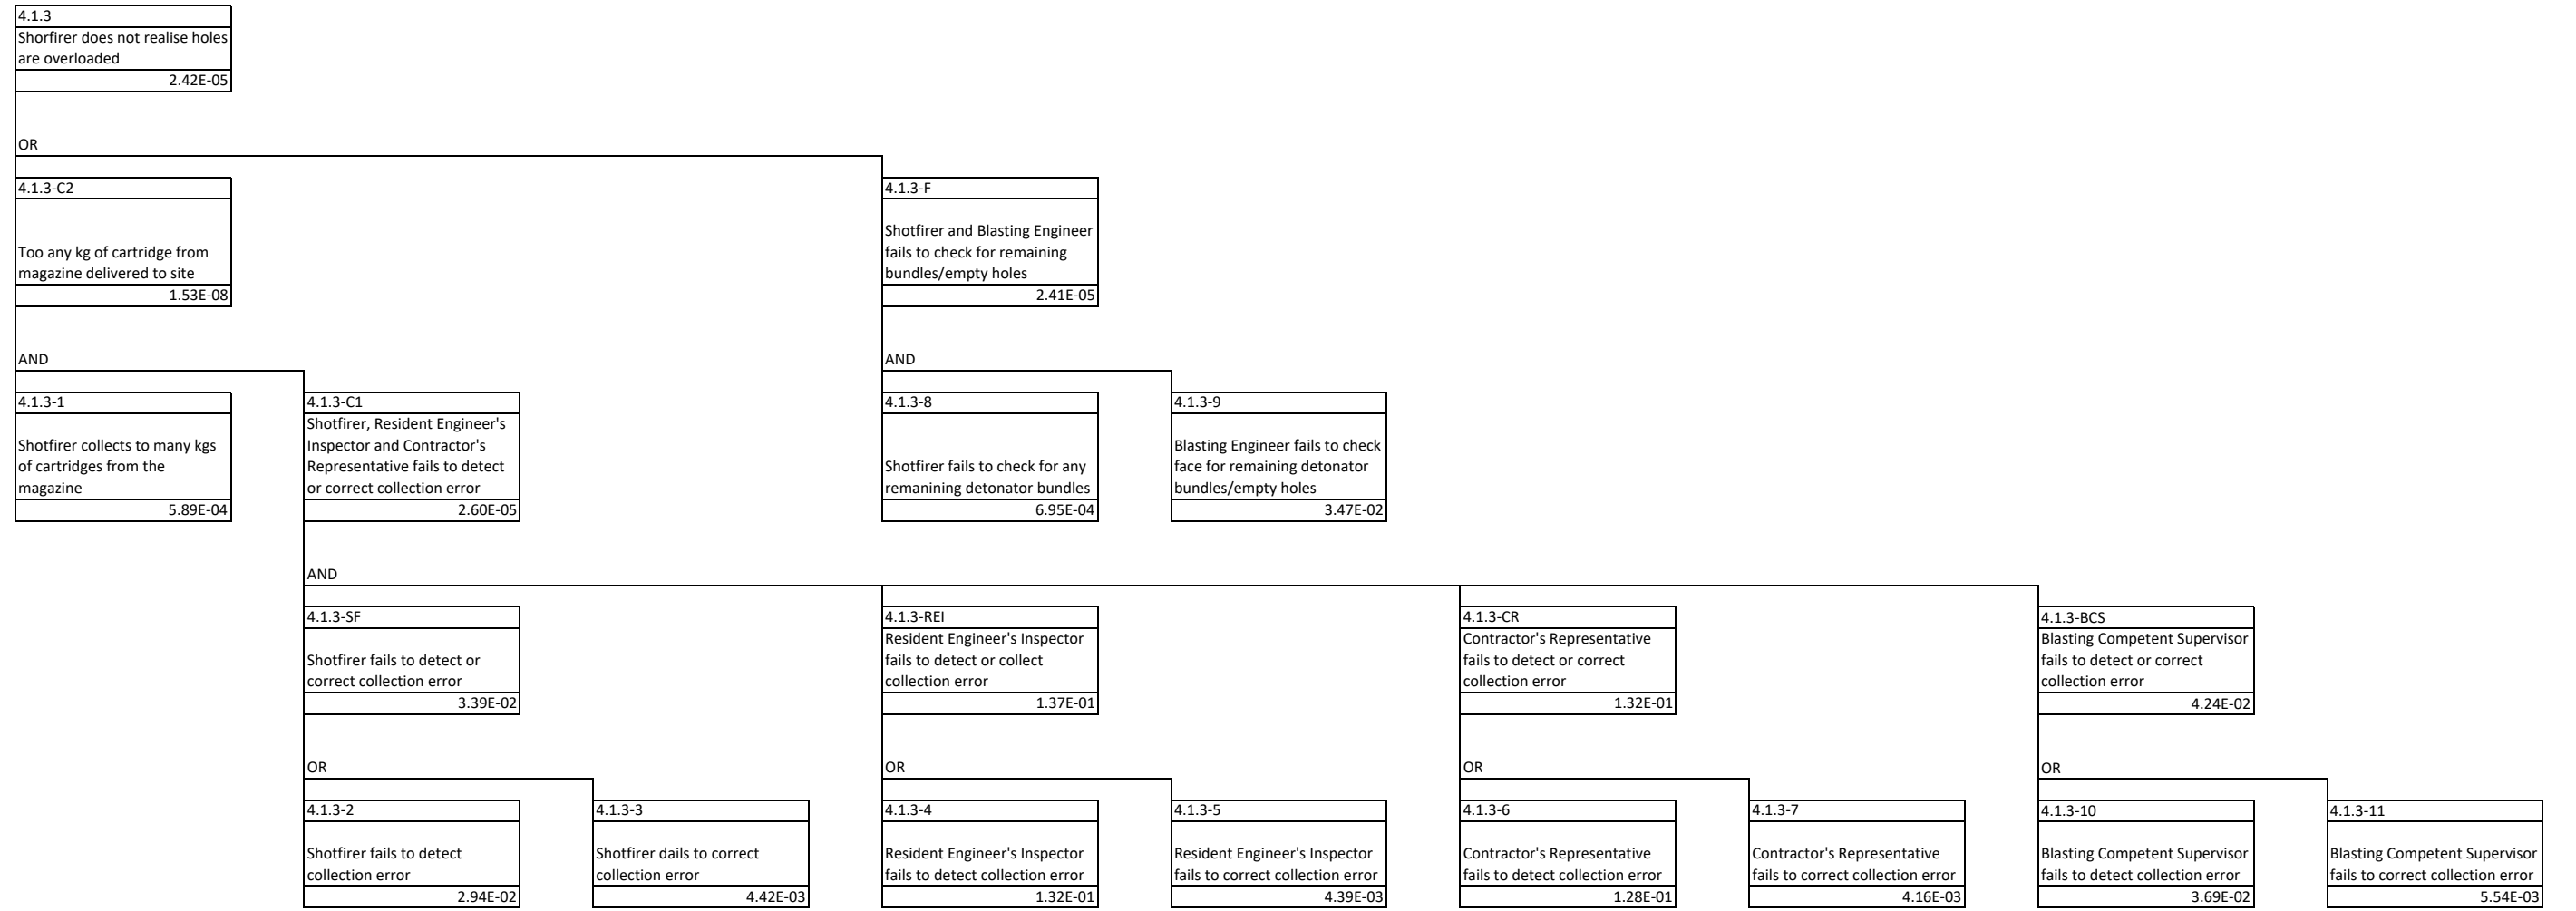 4.1.3
Shorfirer does not realise holes
are overloaded
2.42E-05
OR
4.1.3-C2
Too any kg of cartridge from
magazine delivered to site
1.53E-08
4.1.3-F
Shotfirer and Blasting Engineer
fails to check for remaining
bundles/empty holes
2.41E-05
AND
AND
4.1.3-1
Shotfirer collects to many kgs
of cartridges from the
magazine
5.89E-04
4.1.3-C1
Shotfirer, Resident Engineer's
Inspector and Contractor's
Representative fails to detect
or correct collection error
2.60E-05
4.1.3-8
Shotfirer fails to check for any
remanining detonator bundles
6.95E-04
4.1.3-9
Blasting Engineer fails to check
face for remaining detonator
bundles/empty holes
3.47E-02
AND
4.1.3-SF
Shotfirer fails to detect or
correct collection error
3.39E-02
4.1.3-REI
Resident Engineer's Inspector
fails to detect or collect
collection error
1.37E-01
4.1.3-CR
Contractor's Representative
fails to detect or correct
collection error
1.32E-01
4.1.3-BCS
Blasting Competent Supervisor
fails to detect or correct
collection error
4.24E-02
OR
OR
OR
OR
4.1.3-2
Shotfirer fails to detect
collection error
2.94E-02
4.1.3-3
Shotfirer dails to correct
collection error
4.42E-03
4.1.3-4
Resident Engineer's Inspector
fails to detect collection error
1.32E-01
4.1.3-5
Resident Engineer's Inspector
fails to correct collection error
4.39E-03
4.1.3-6
Contractor's Representative
fails to detect collection error
1.28E-01
4.1.3-7
Contractor's Representative
fails to correct collection error
4.16E-03
4.1.3-10
Blasting Competent Supervisor
fails to detect collection error
3.69E-02
4.1.3-11
Blasting Competent Supervisor
fails to correct collection error
5.54E-03